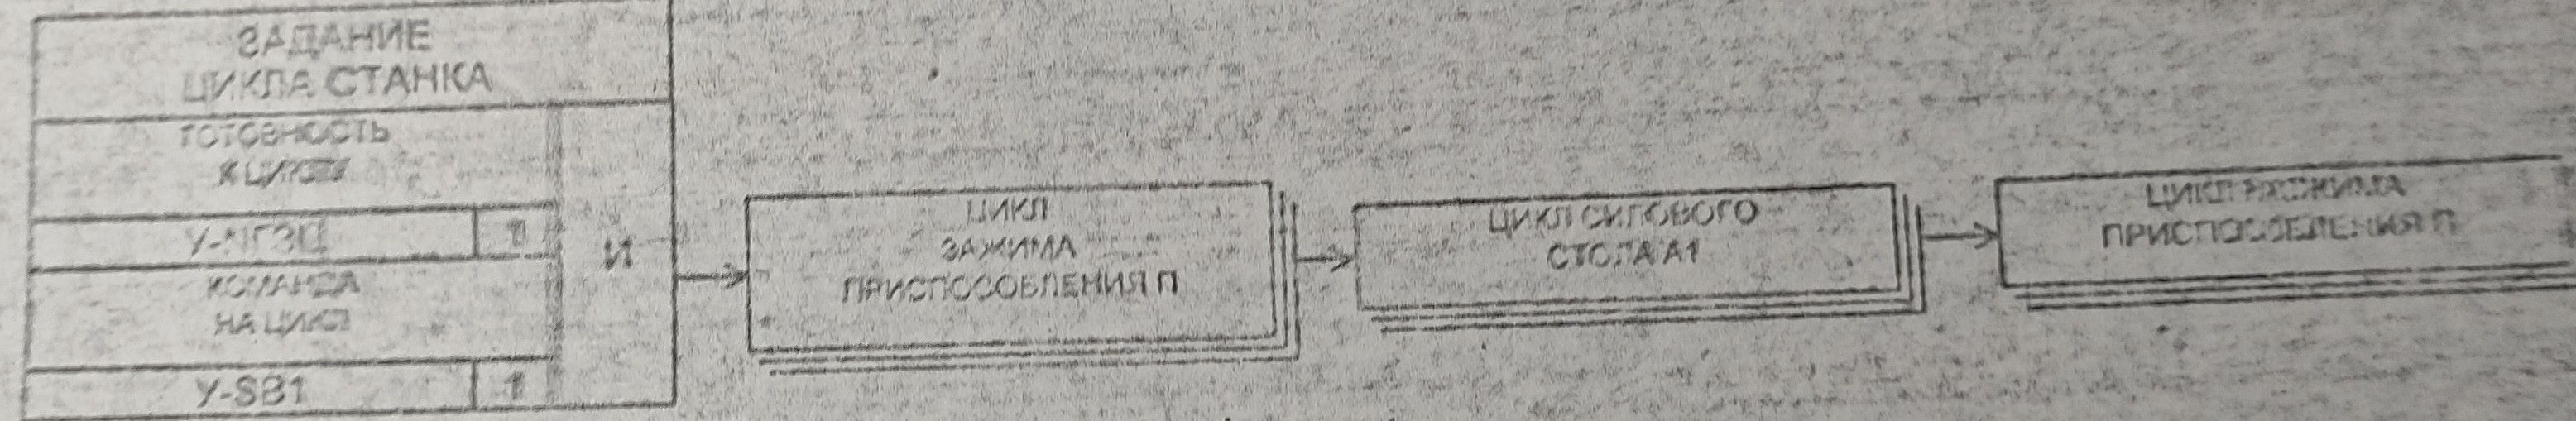 ЗАДАНИЕ
ЦИКЛА СТАНКА
ГОТОВНОСТЬ
К ЦИКЛУ
1
КОМАНДА
НА ЦИКЛ
У-SB1
1
И
ЦИКЛ
ЗАЖИМА
ПРИСПОСОБЛЕНИЯ П
ЦИКЛ СИЛОВОГО
СТОЛА А1
ЦИКЛ РАЗЖИМА
ПРИСПОСОБЛЕНИЯ П